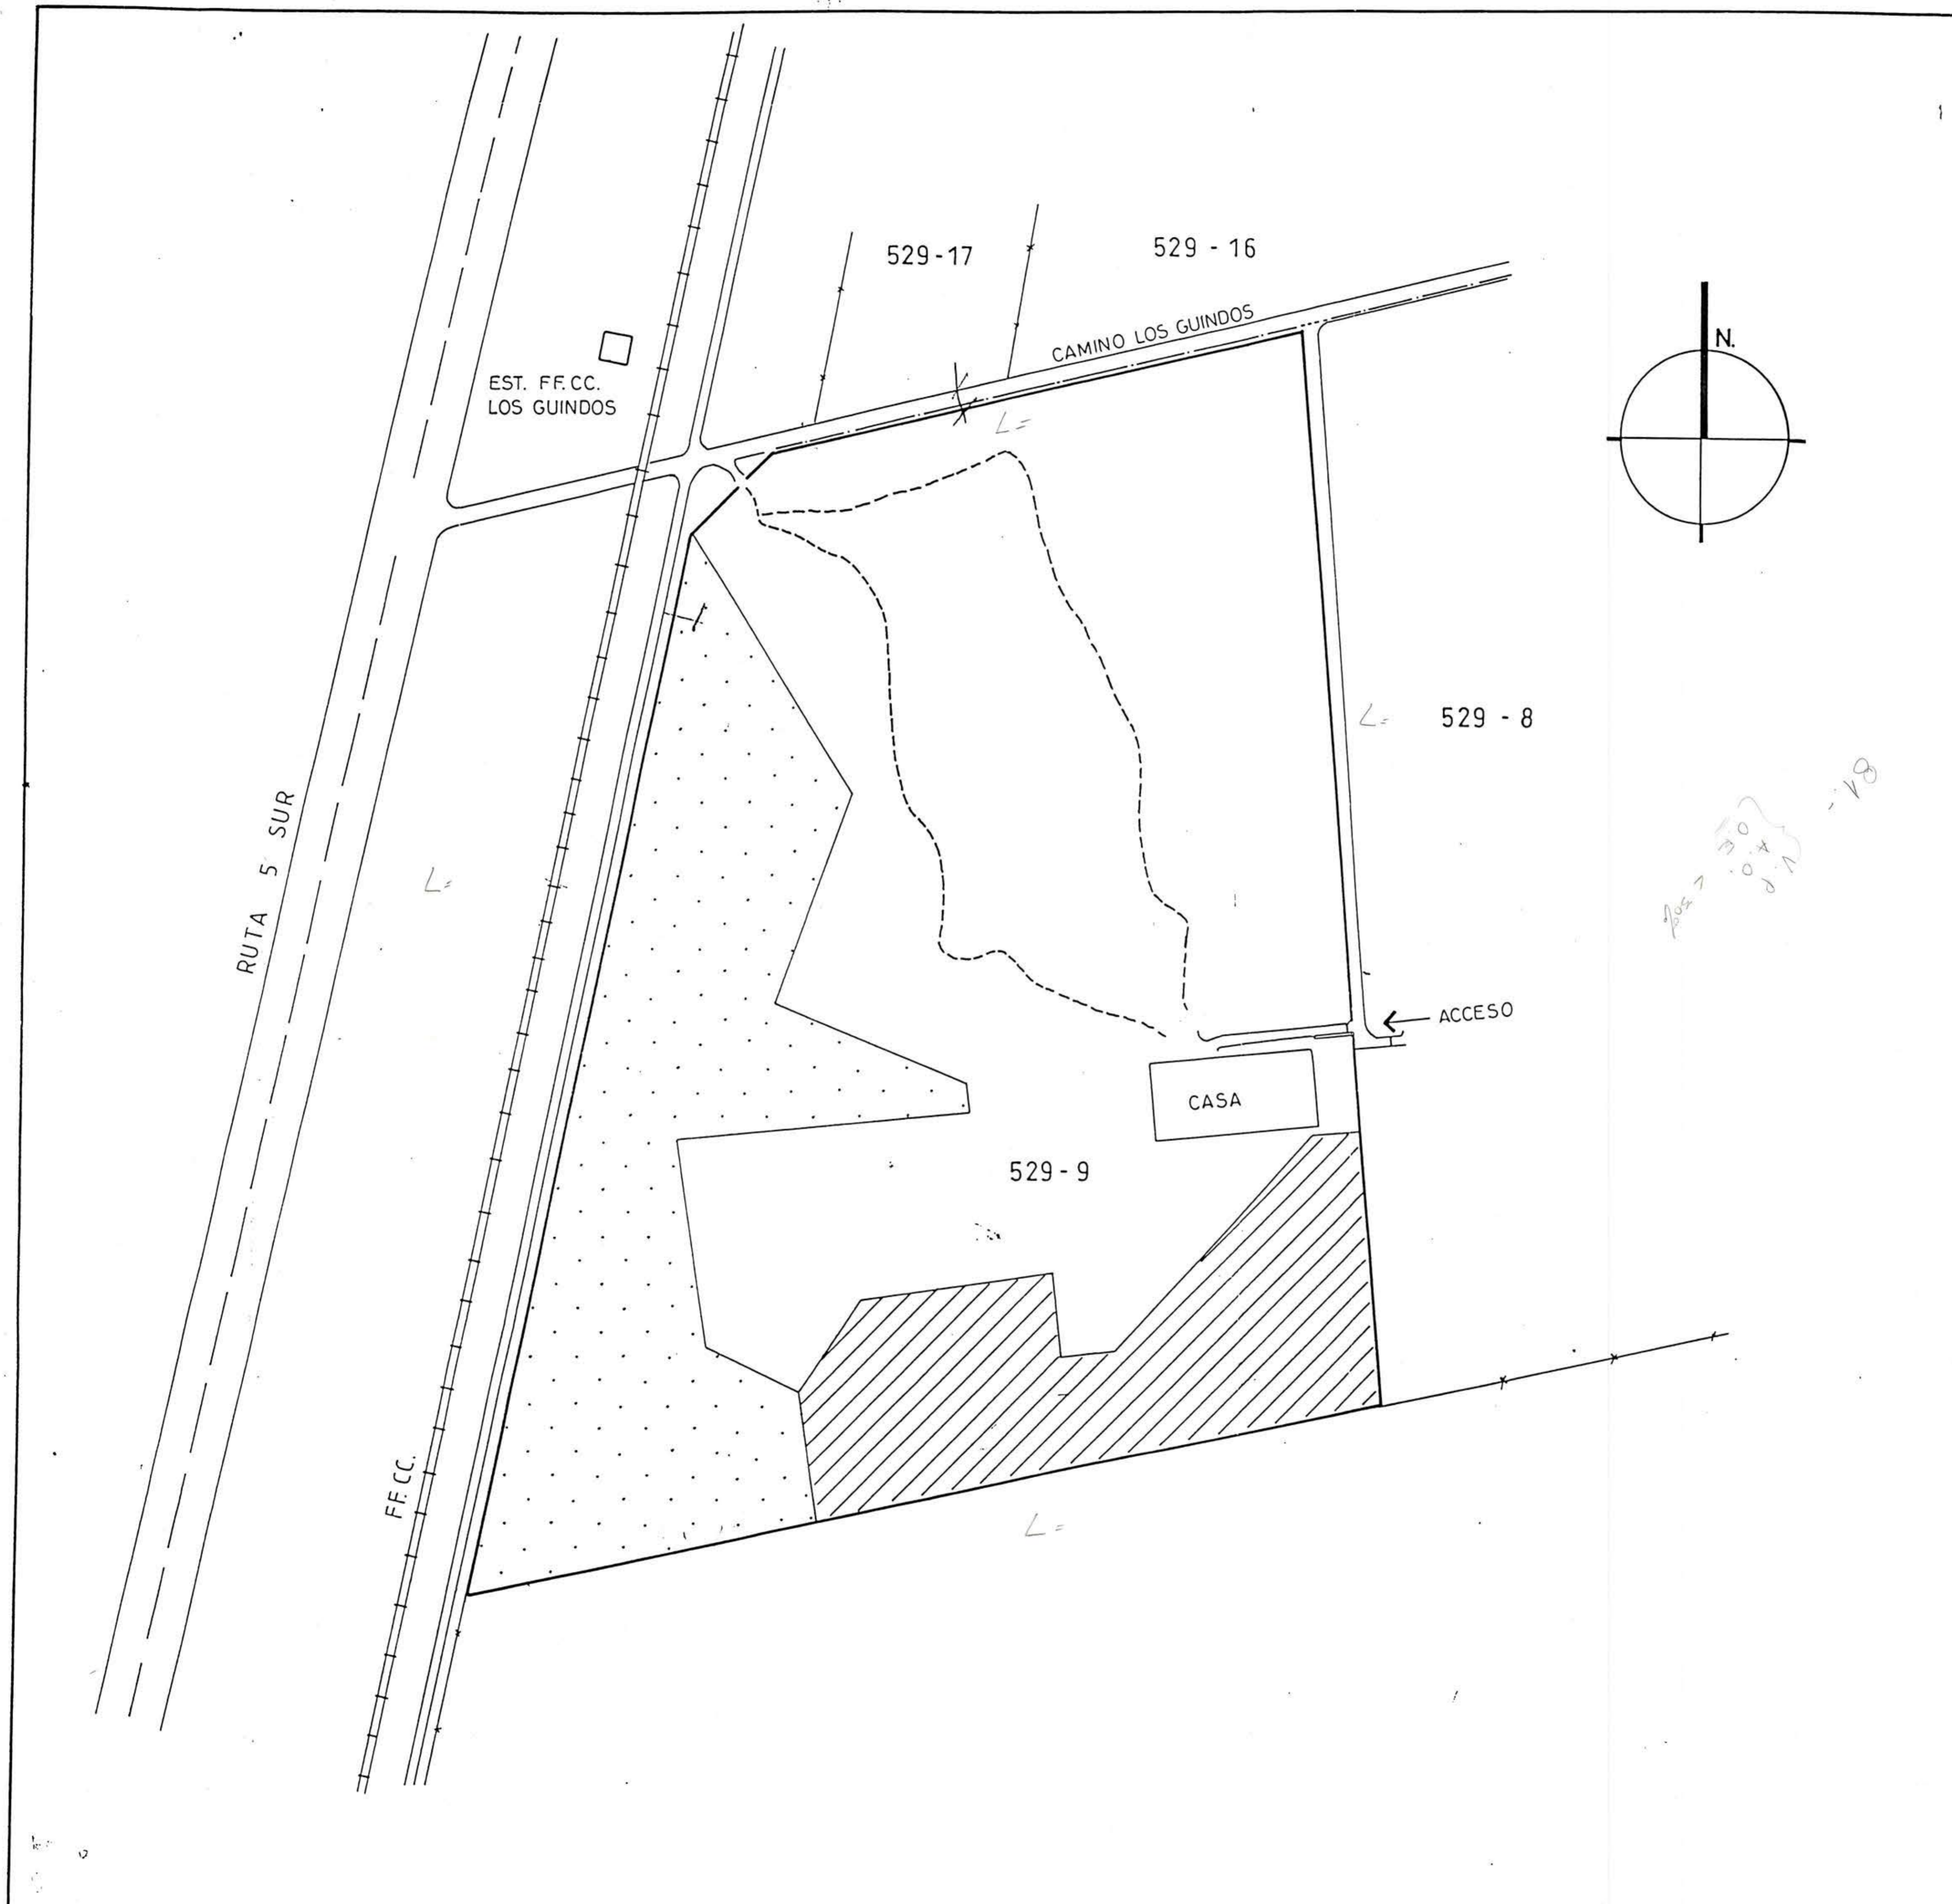 529-17
529 - 16
N.
CAMINO LOS GUINDOS
EST. FF.CC.
LOS GUINDOS
L=
529 - 8
L=
RUTA 5 SUR
L=
ACCESO
CASA
529-9
FF.CC.
L=